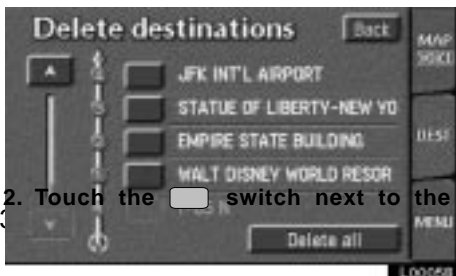 Delete destinations Back
MAP
JFK INT'L AIRPORT
STATUE OF LIBERTY-NEW YO
EMPIRE STATE BUILDING
DEST
WALT DISNEY WORLD RESOR
2. Touch the switch next to the
MENU
Delete all